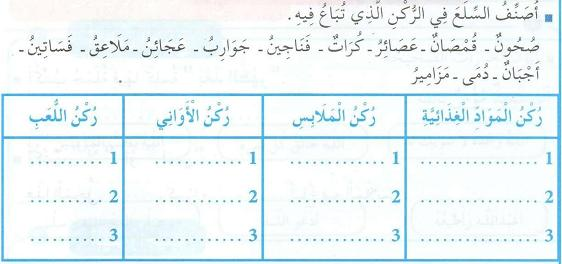 ▪ أُصَنِّفُ السِّلَعَ فِي الرُّكْنِ الَّذِي تُبَاعُ فِيهِ.
صُحُونٌ ـ قُمْصَانٌ ـ عَصَائِرُ ـ كُرَاتٌ ـ فَنَاجِينُ ـ جَوَارِبُ ـ عَجَائِنُ ـ مَلَاعِقُ ـ فَسَاتِينُ ـ
أَجْبَانٌ ـ دُمَى ـ مَزَامِيرُ
رُكْنُ الْمَوَادِّ الْغِذَائِيَّةِ رُكْنُ الْمَلَابِسِ رُكْنُ الْأَوَانِي رُكْنُ اللُّعَبِ
1 .................... 1 ............... 1 ............... 1 ............
2 .................... 2 ............... 2 ............... 2 ............
3 .................... 3 ............... 3 ............... 3 ............